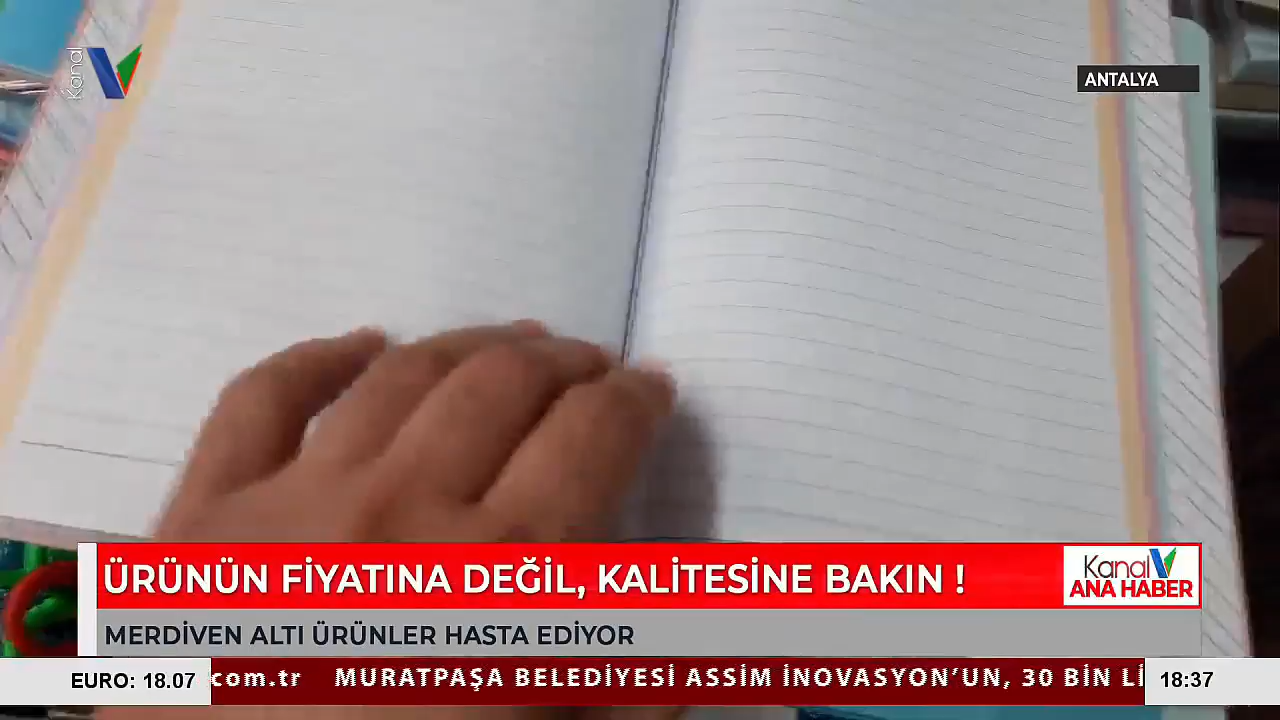 Kanal V
ANTALYA
ÜRÜNÜN FİYATINA DEĞİL, KALİTESİNE BAKIN !
Kanal V
ANA HABER
MERDİVEN ALTI ÜRÜNLER HASTA EDİYOR
EURO: 18.07
com.tr MURATPAŞA BELEDİYESİ ASSİM İNOVASYON'UN, 30 BİN Lİ
18:37